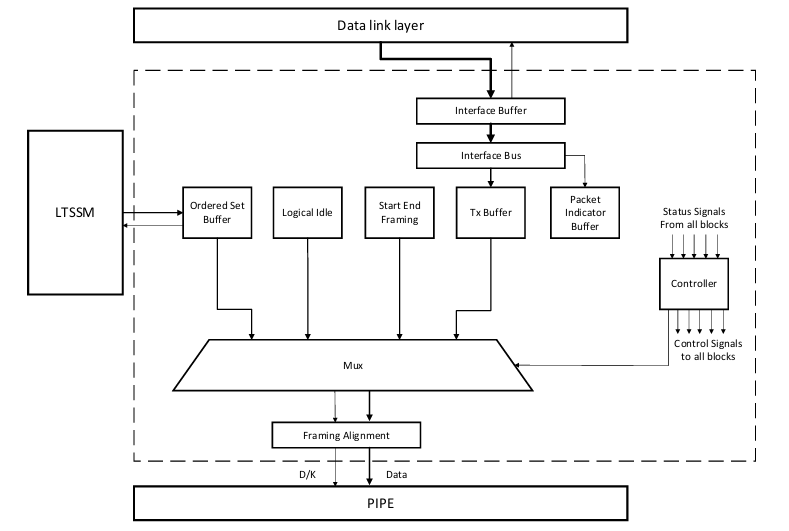 Data link layer
Interface Buffer
Interface Bus
LTSSM
Ordered Set
Buffer
Logical Idle
Start End
Framing
Tx Buffer
Packet
Indicator
Buffer
Status Signals
From all blocks
Controller
Control Signals
to all blocks
Mux
Framing Alignment
D/K
Data
PIPE